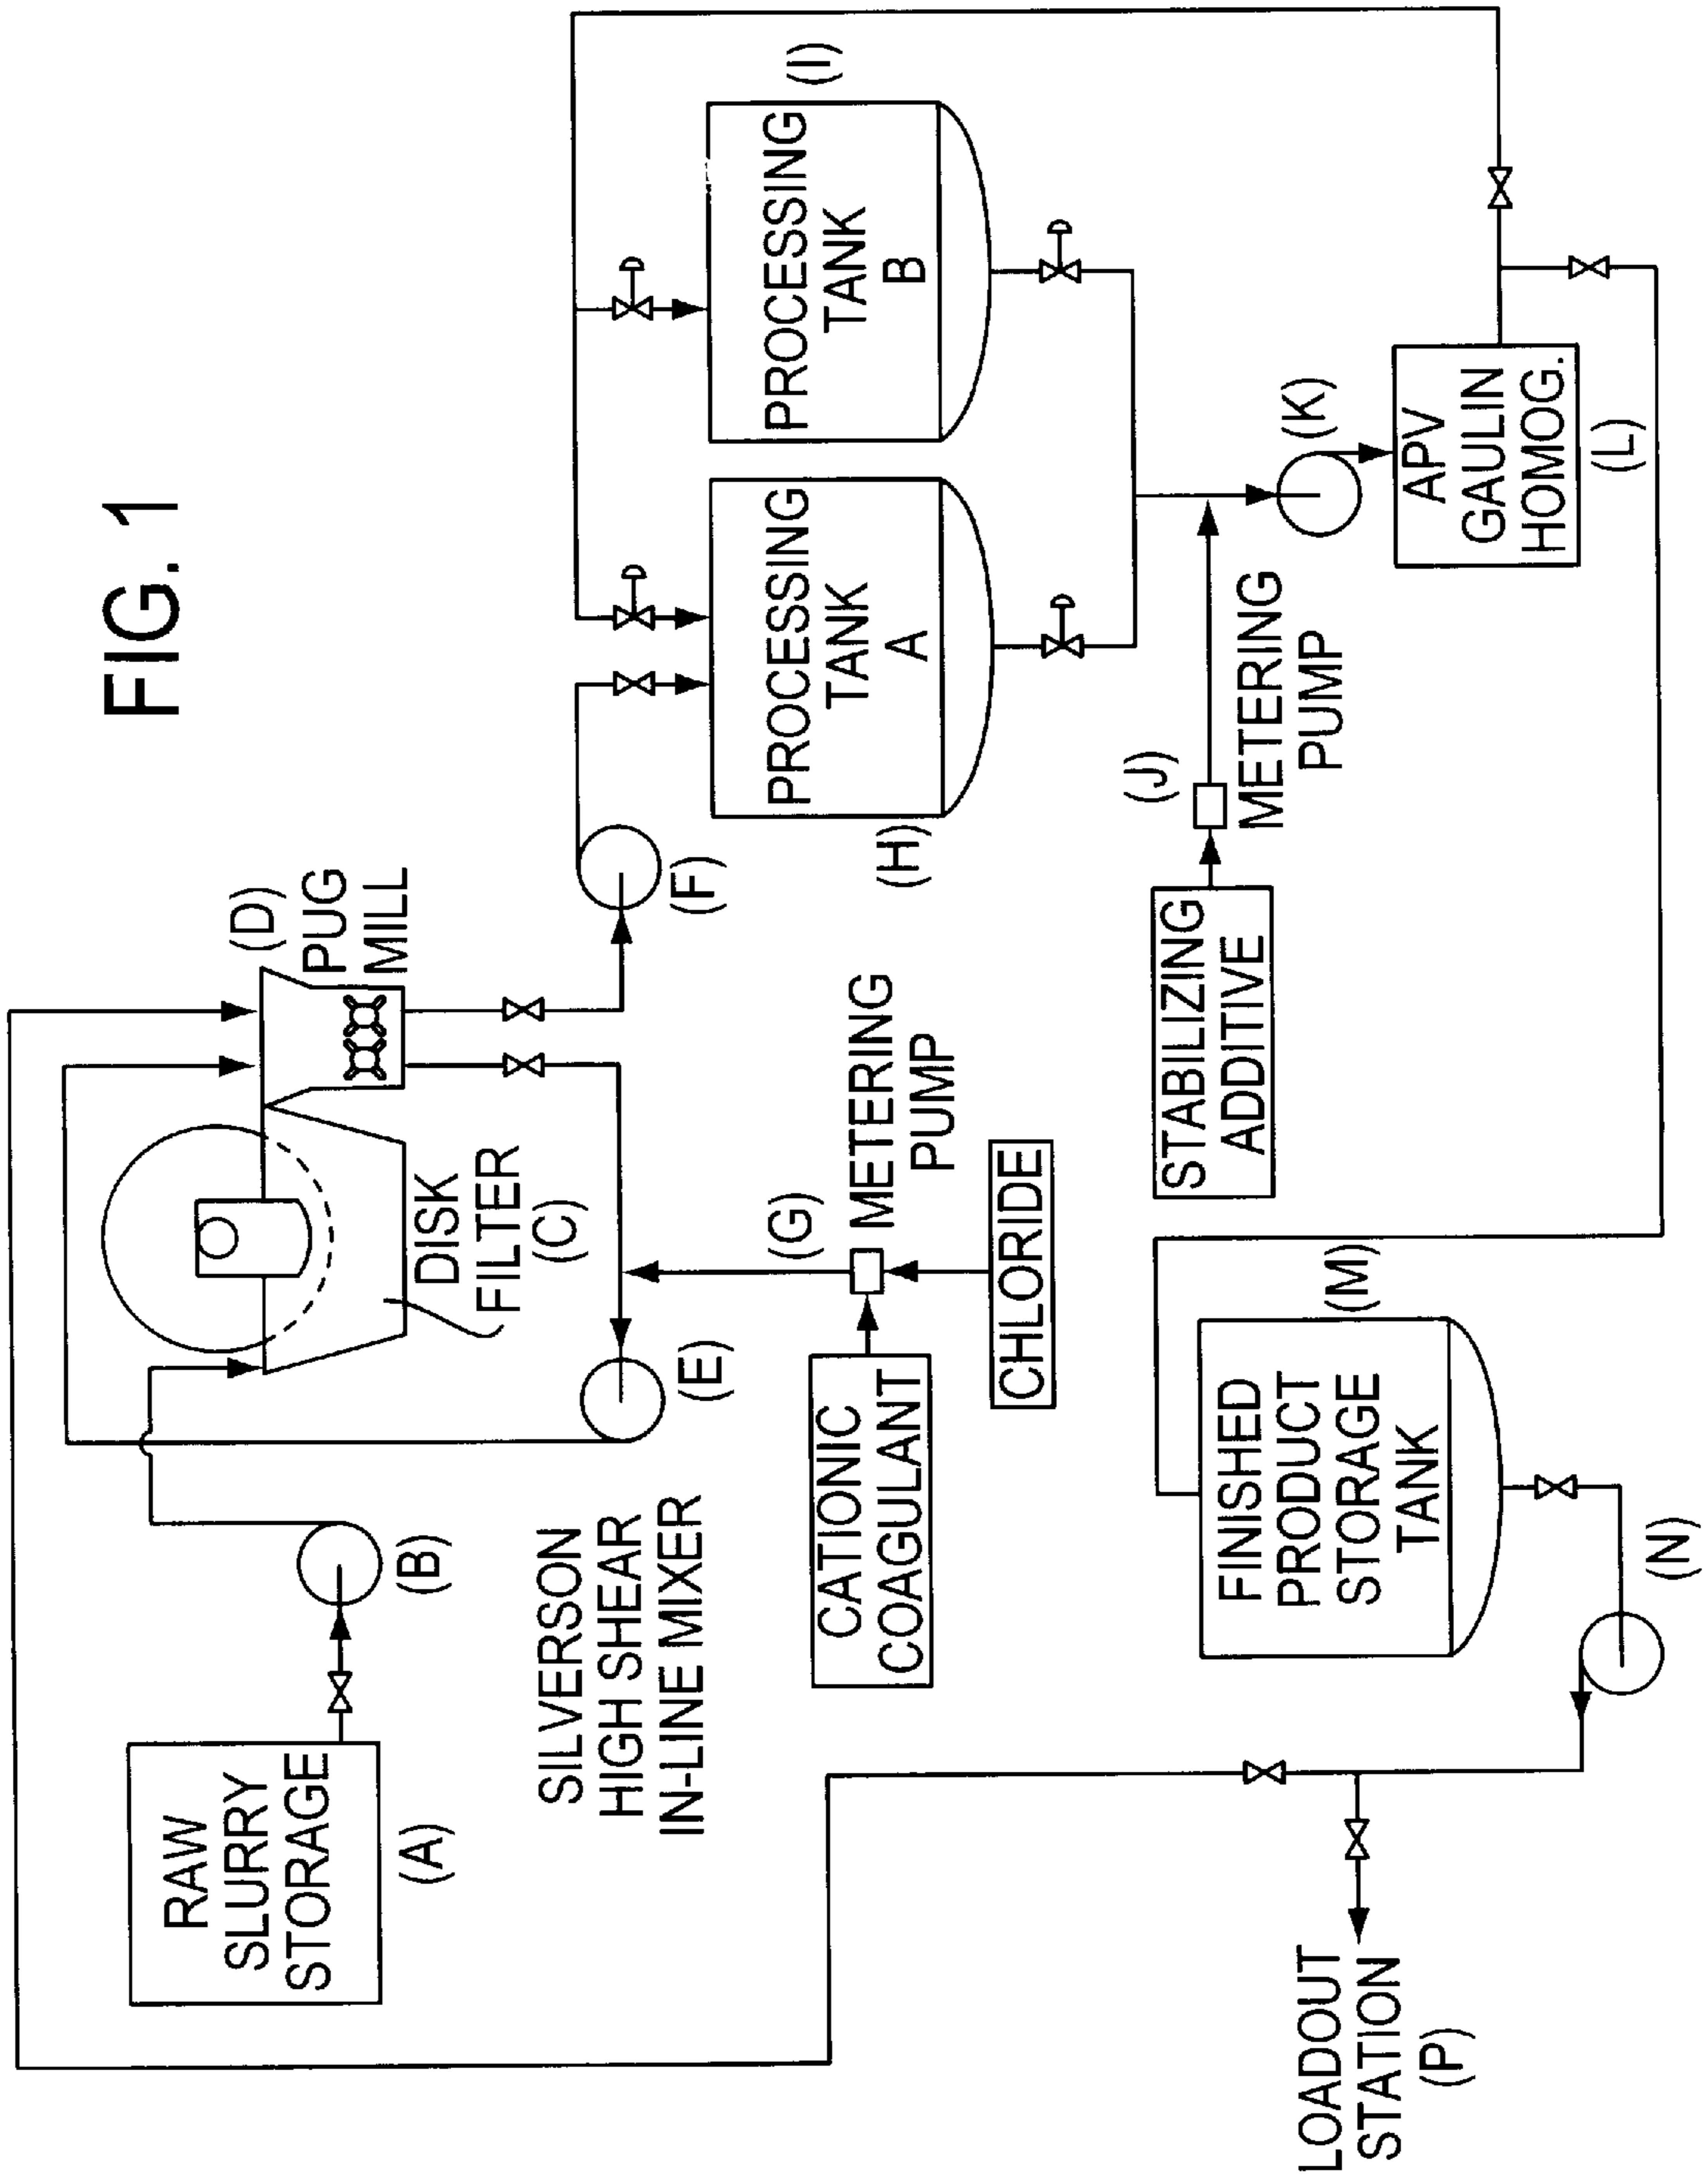 FIG. 1
RAW
SLURRY
STORAGE
(A)
(B)
DISK
FILTER
(C)
(D)
PUG
MILL
SILVERSON
HIGH SHEAR
IN-LINE MIXER
(E)
(F)
(G)
METERING
PUMP
CATIONIC
COAGULANT
CHLORIDE
PROCESSING
TANK
A
(H)
PROCESSING
TANK
B
(I)
STABILIZING
ADDITIVE
(J)
METERING
PUMP
(K)
APV
GAULIN
HOMOG.
(L)
FINISHED
PRODUCT
STORAGE
TANK
(M)
(N)
LOADOUT
STATION
(P)